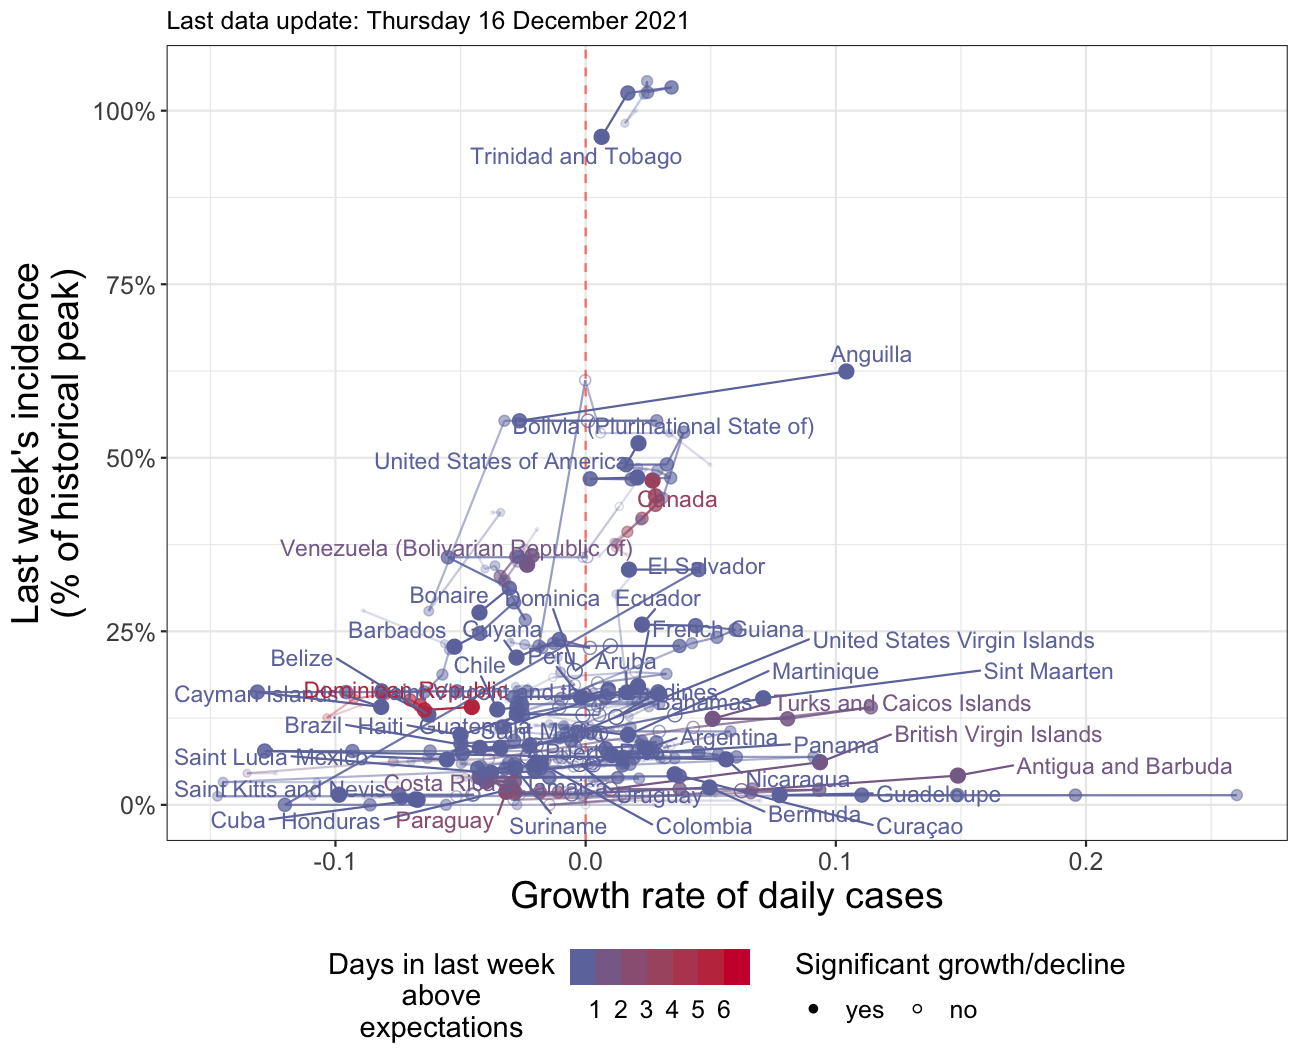 Last data update: Thursday 16 December 2021
Last week's incidence
(% of historical peak)
100%
75%
50%
25%
0%
Trinidad and Tobago
Anguilla
Bolivia (Plurinational State of)
United States of America
Canada
Venezuela (Bolivarian Republic of)
El Salvador
Bonaire
Dominica
Ecuador
Barbados
Guyana
French Guiana
United States Virgin Islands
Belize
Chile
Peru
Aruba
Martinique
Sint Maarten
Cayman Islands
Dominican Republic
Bahamas
Turks and Caicos Islands
Brazil
Haiti
Guatemala
Argentina
British Virgin Islands
Panama
Saint Lucia
Mexico
Antigua and Barbuda
Costa Rica
Jamaica
Nicaragua
Saint Kitts and Nevis
Uruguay
Guadeloupe
Cuba
Honduras
Paraguay
Suriname
Colombia
Bermuda
Curaçao
-0.1
0.0
0.1
0.2
Growth rate of daily cases
Days in last week
above
expectations
1 2 3 4 5 6
Significant growth/decline
yes
no